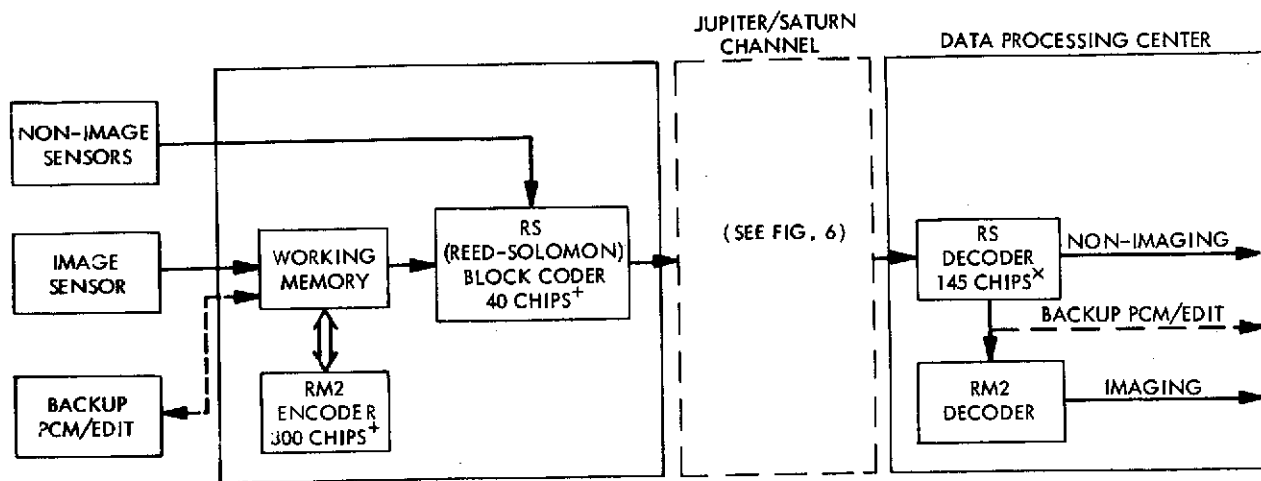 JUPITER/SATURN
CHANNEL
DATA PROCESSING CENTER
NON-IMAGE
SENSORS
IMAGE
SENSOR
BACKUP
PCM/EDIT
WORKING
MEMORY
RM2
ENCODER
300 CHIPS+
RS
(REED-SOLOMON)
BLOCK CODER
40 CHIPS+
(SEE FIG. 6)
RS
DECODER
145 CHIPS×
NON-IMAGING
BACKUP PCM/EDIT
RM2
DECODER
IMAGING